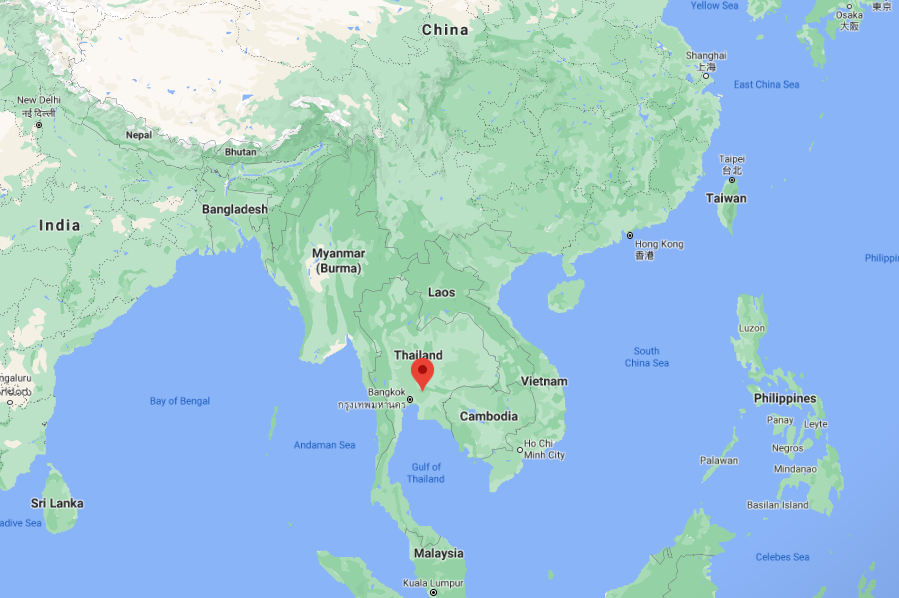 Yellow Sea
東京
Osaka
大阪
China
Shanghai
上海
East China Sea
New Delhi
नई दिल्ली
Nepal
Bhutan
Taipei
台北
Taiwan
Bangladesh
India
Hong Kong
香港
Myanmar
(Burma)
Philippi
Laos
Luzon
Thailand
South
China Sea
Vietnam
ngaluru
Bangkok
กรุงเทพมหานคร
Philippines
Bay of Bengal
Cambodia
Panay
Leyte
Andaman Sea
Ho Chi
Minh City
Negros
Palawan
Mindanao
Gulf of
Thailand
Sri Lanka
Basilan Island
adive Sea
Malaysia
Celebes Sea
Kuala Lumpur